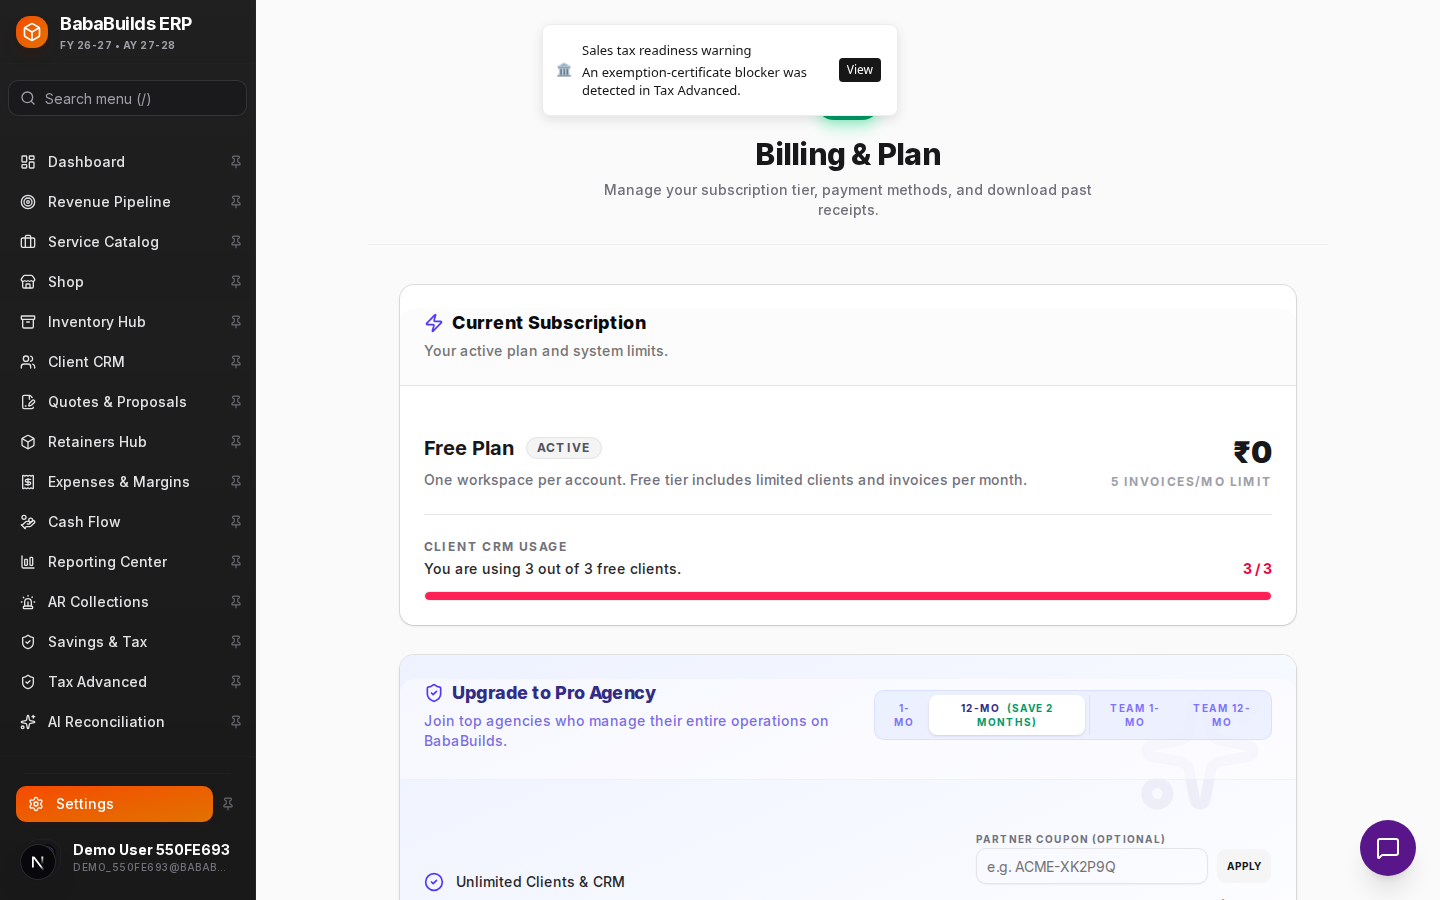 BabaBuilds ERP
FY 26-27 • AY 27-28
Search menu (/)
Dashboard
Revenue Pipeline
Service Catalog
Shop
Inventory Hub
Client CRM
Quotes & Proposals
Retainers Hub
Expenses & Margins
Cash Flow
Reporting Center
AR Collections
Savings & Tax
Tax Advanced
AI Reconciliation
Settings
N
Demo User 550FE693
DEMO_550FE693@BABAB...
Sales tax readiness warning
An exemption-certificate blocker was
detected in Tax Advanced.
View
Billing & Plan
Manage your subscription tier, payment methods, and download past
receipts.
Current Subscription
Your active plan and system limits.
Free Plan ACTIVE
₹0
One workspace per account. Free tier includes limited clients and invoices per month.
5 INVOICES/MO LIMIT
CLIENT CRM USAGE
You are using 3 out of 3 free clients.
3 / 3
Upgrade to Pro Agency
Join top agencies who manage their entire operations on
BabaBuilds.
1-
MO
12-MO (SAVE 2
MONTHS)
TEAM 1-
MO
TEAM 12-
MO
PARTNER COUPON (OPTIONAL)
e.g. ACME-XK2P9Q
APPLY
Unlimited Clients & CRM